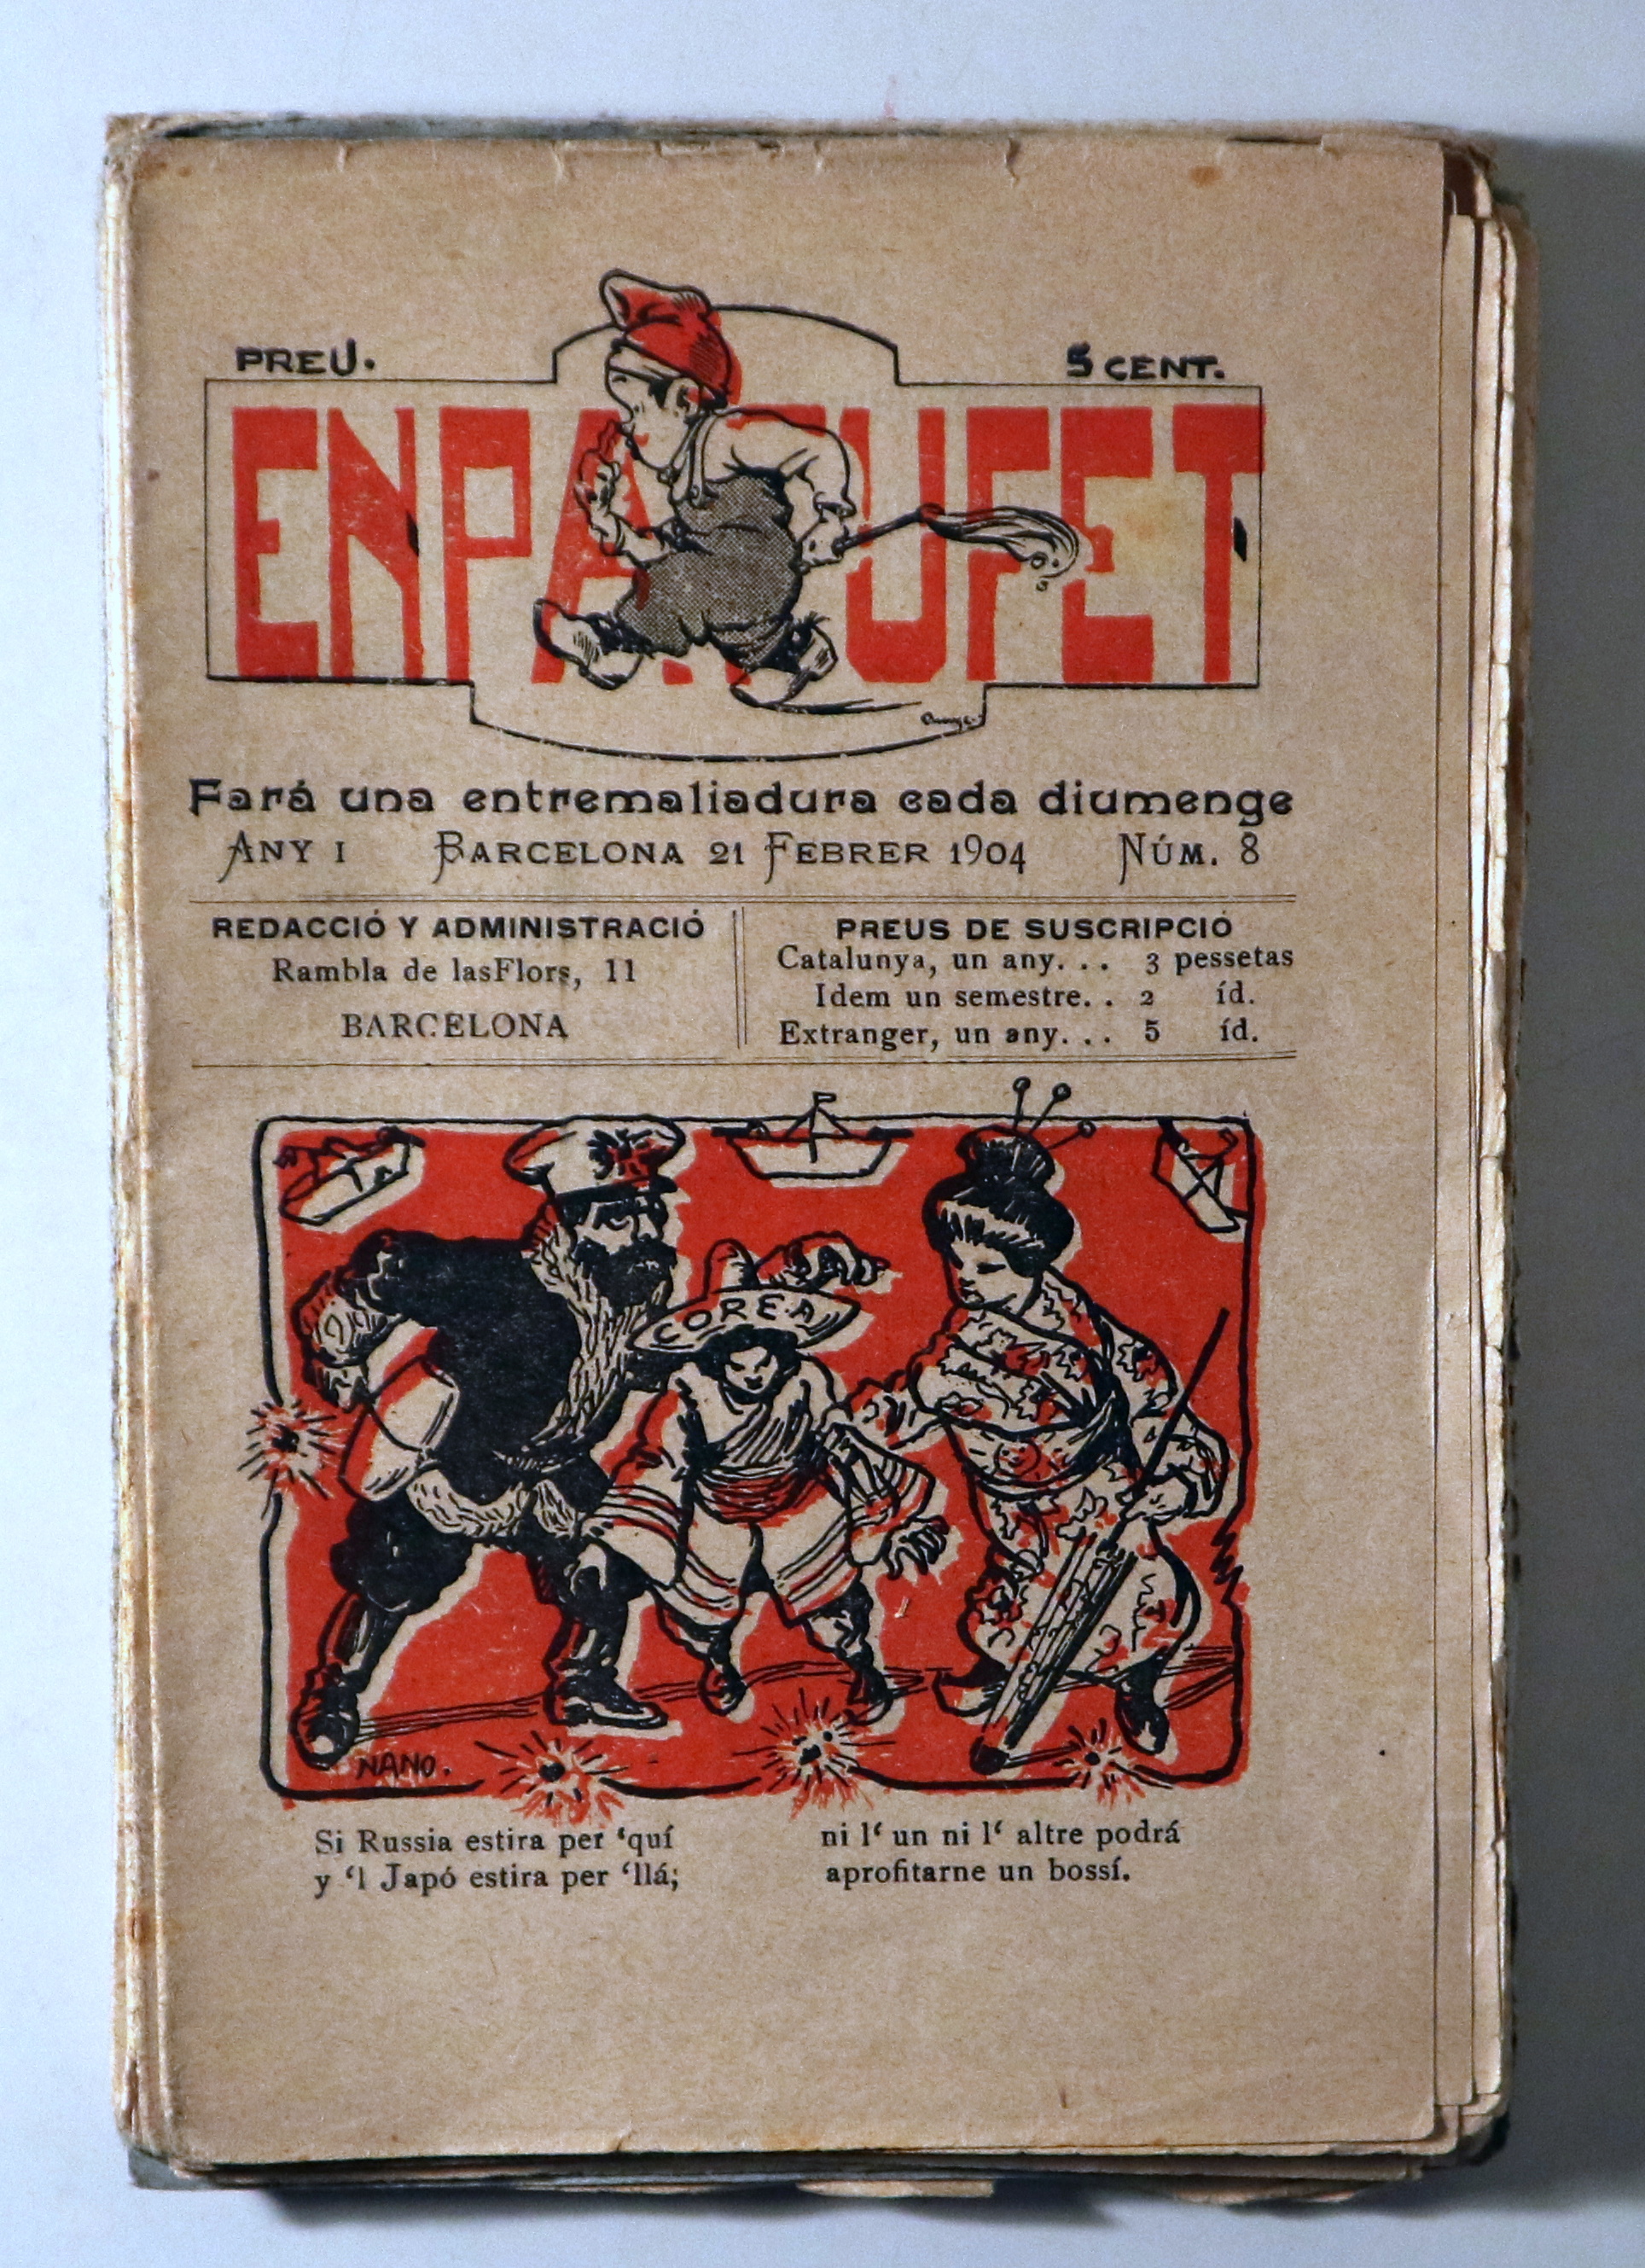 PREU.
5 CENT.
EN PATUFET
Fará una entremaliadura cada diumenge
ANY I BARCELONA 21 FEBRER 1904 NÚM. 8
REDACCIÓ Y ADMINISTRACIÓ
Rambla de lasFlors, 11
BARCELONA
PREUS DE SUSCRIPCIÓ
Catalunya, un any. . . 3 pessetas
Idem un semestre. . 2 íd.
Extranger, un any. . . 5 íd.
COREA
NANO.
Si Russia estira per ‘quí
y ‘l Japó estira per ‘llá;
ni l‘ un ni l‘ altre podrá
aprofitarne un bossí.